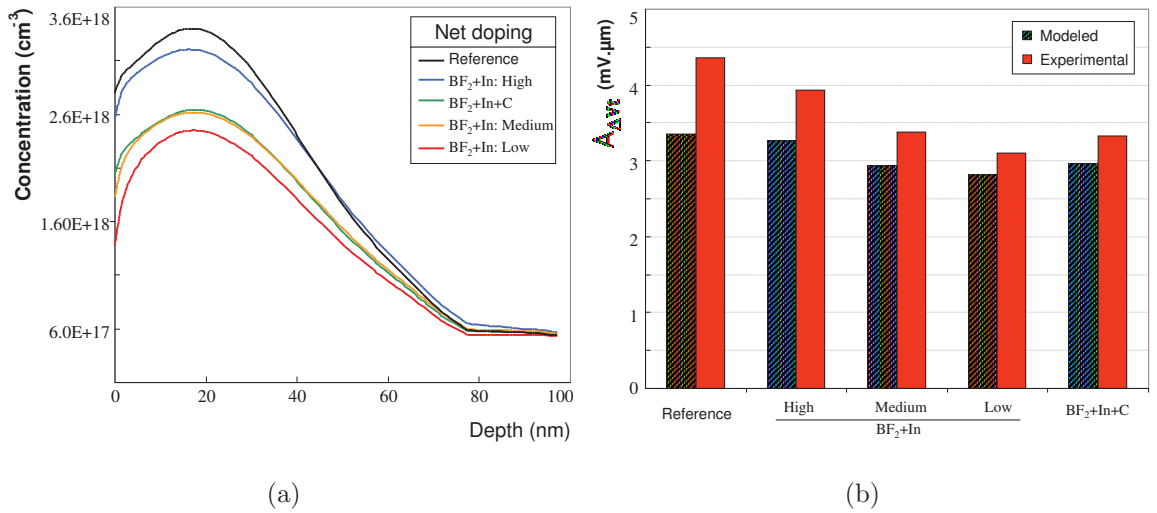 Concentration (cm-3)
3.6E+18
2.6E+18
1.60E+18
6.0E+17
0
20
40
60
80
100
Depth (nm)
Net doping
Reference
BF2+In: High
BF2+In+C
BF2+In: Medium
BF2+In: Low
(a)
AΔVt (mV.µm)
5
4
3
2
1
0
Modeled
Experimental
Reference
High
Medium
Low
BF2+In
BF2+In+C
(b)